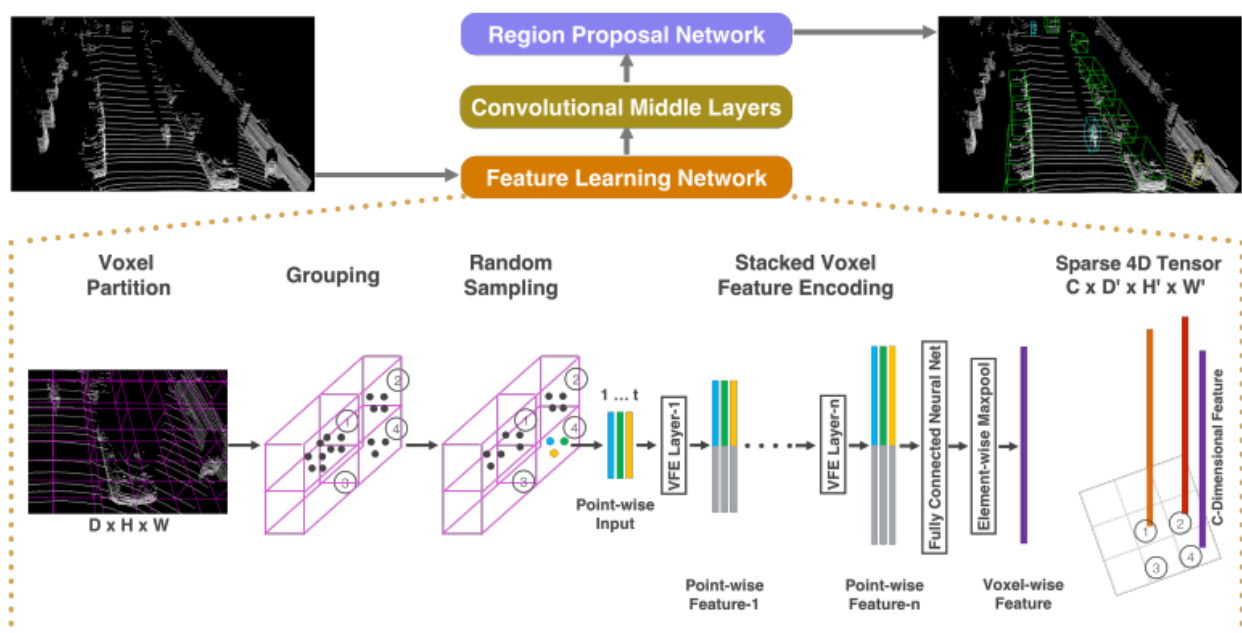 Region Proposal Network
Convolutional Middle Layers
Feature Learning Network
Voxel
Partition
Grouping
Random
Sampling
Stacked Voxel
Feature Encoding
Sparse 4D Tensor
C x D' x H' x W'
D x H x W
1
2
3
4
1
2
3
4
1 ... t
Point-wise
Input
VFE Layer-1
Point-wise
Feature-1
VFE Layer-n
Point-wise
Feature-n
Fully Connected Neural Net
Element-wise Maxpool
Voxel-wise
Feature
C-Dimensional Feature
1
2
3
4